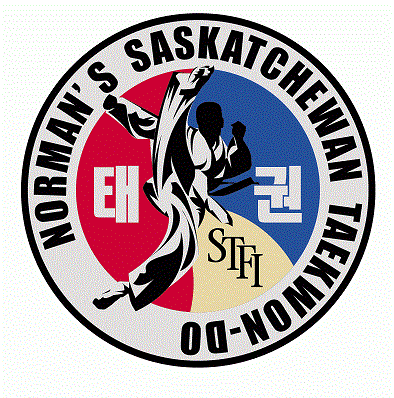 NORMAN'S SASKATCHEWAN TAEKWON-DO
태 권
STFI